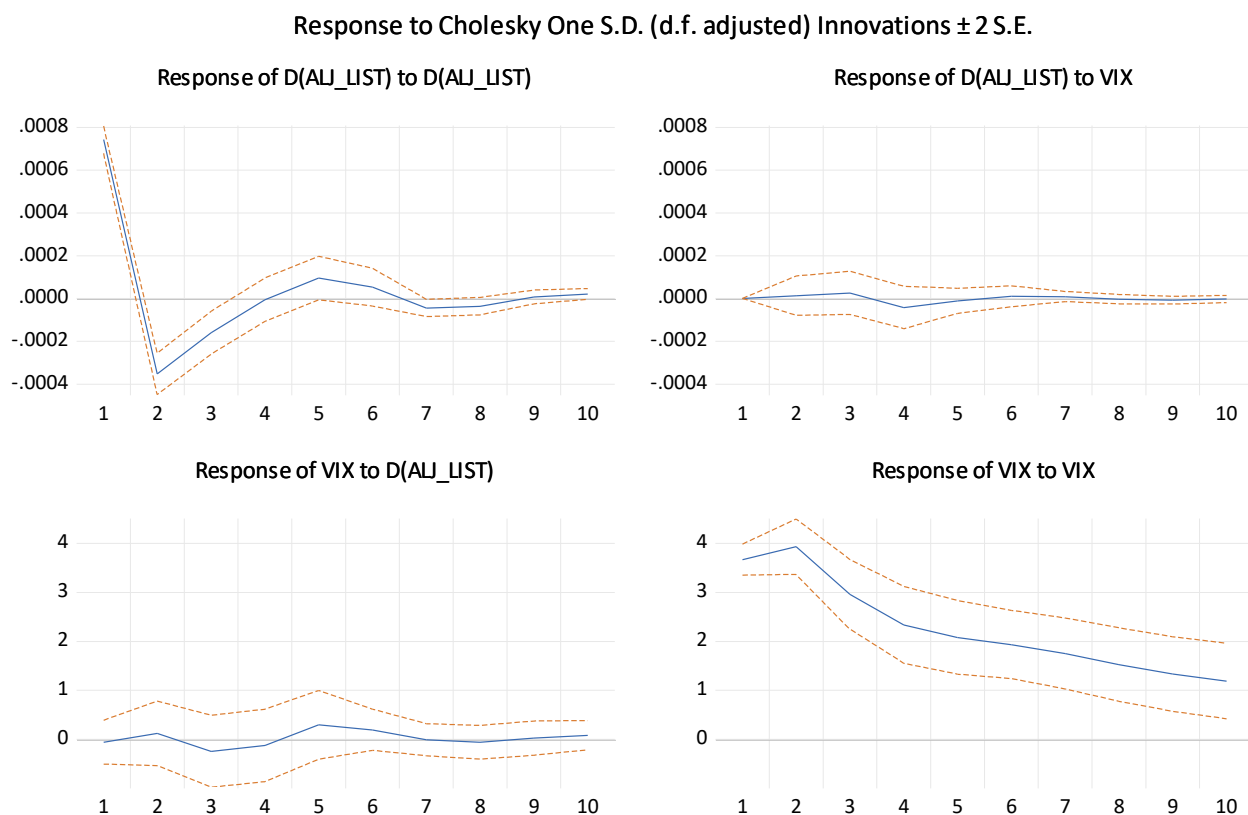 Response to Cholesky One S.D. (d.f. adjusted) Innovations ± 2 S.E.
Response of D(ALJ_LIST) to D(ALJ_LIST)
.0008
.0006
.0004
.0002
.0000
-.0002
-.0004
1 2 3 4 5 6 7 8 9 10
Response of D(ALJ_LIST) to VIX
.0008
.0006
.0004
.0002
.0000
-.0002
-.0004
1 2 3 4 5 6 7 8 9 10
Response of VIX to D(ALJ_LIST)
4
3
2
1
0
1 2 3 4 5 6 7 8 9 10
Response of VIX to VIX
4
3
2
1
0
1 2 3 4 5 6 7 8 9 10